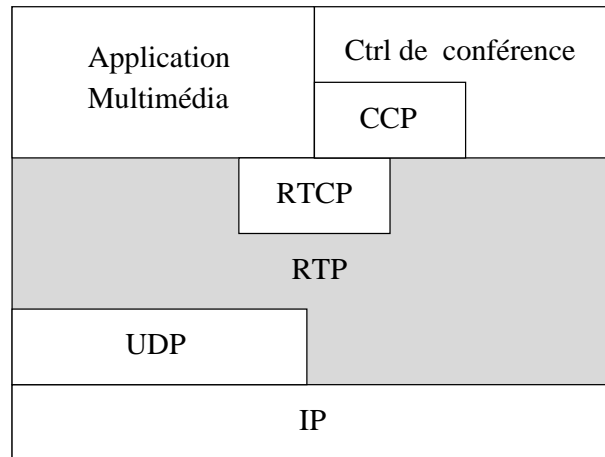 Application
Multimédia
Ctrl de conférence
CCP
RTCP
RTP
UDP
IP